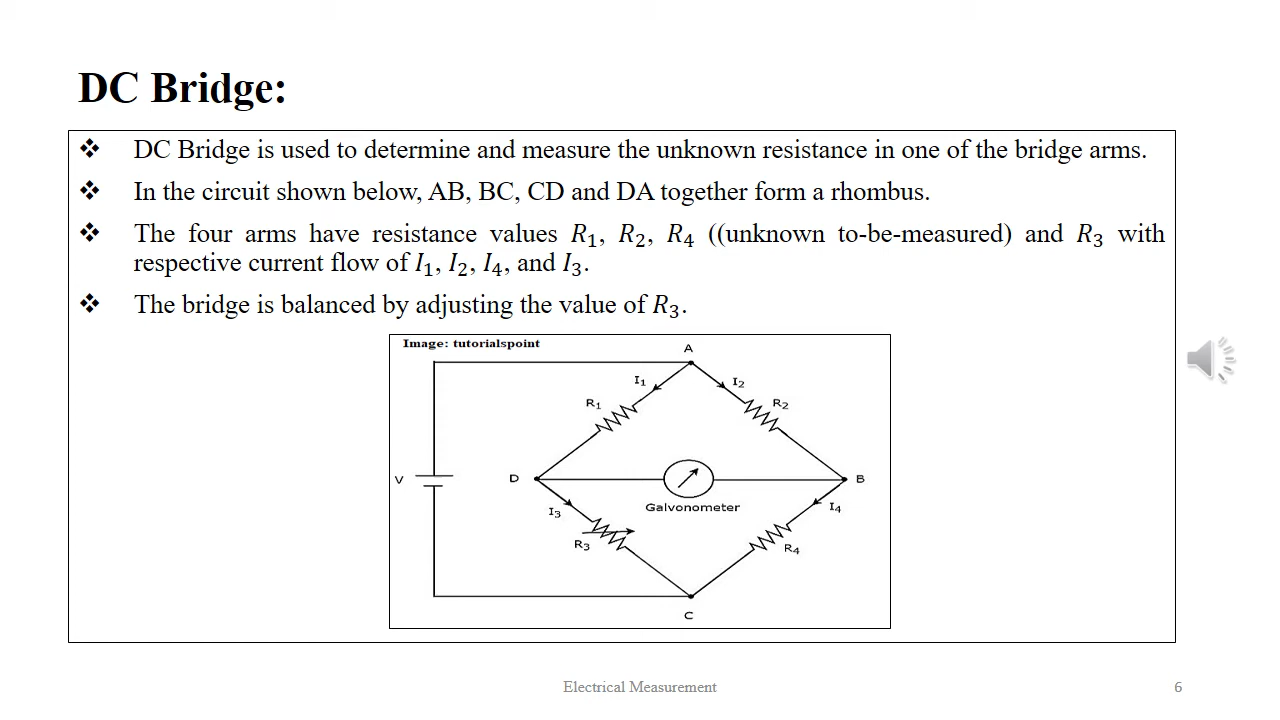 DC Bridge:
❖ DC Bridge is used to determine and measure the unknown resistance in one of the bridge arms.
❖ In the circuit shown below, AB, BC, CD and DA together form a rhombus.
❖ The four arms have resistance values R₁, R₂, R₄ ((unknown to-be-measured) and R₃ with
respective current flow of I₁, I₂, I₄, and I₃.
❖ The bridge is balanced by adjusting the value of R₃.
Image: tutorialspoint
A
I₁
I₂
R₁
R₂
V
D
B
Galvonometer
I₃
I₄
R₃
R₄
C
Electrical Measurement
6